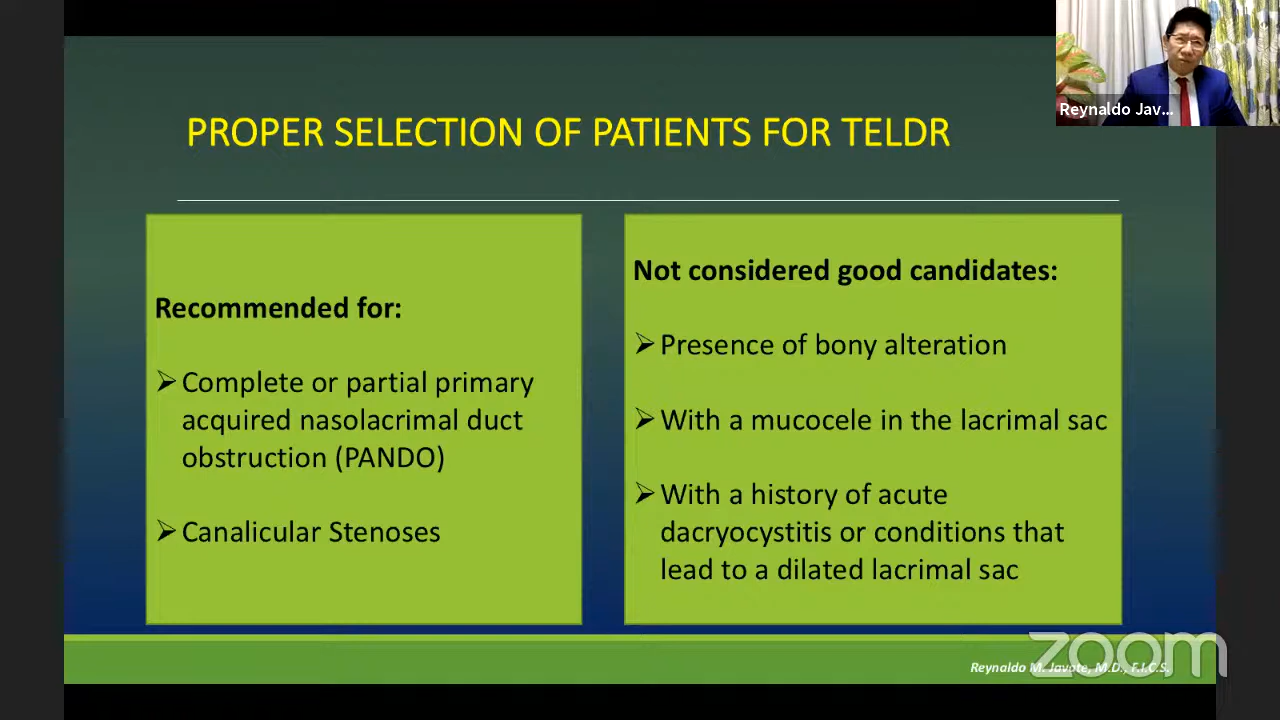 Reynaldo Jav...
PROPER SELECTION OF PATIENTS FOR TELDR
Recommended for:
➢ Complete or partial primary
acquired nasolacrimal duct
obstruction (PANDO)
➢ Canalicular Stenoses
Not considered good candidates:
➢ Presence of bony alteration
➢ With a mucocele in the lacrimal sac
➢ With a history of acute
dacryocystitis or conditions that
lead to a dilated lacrimal sac
Reynaldo M. Javate, M.D., F.I.C.S.
zoom